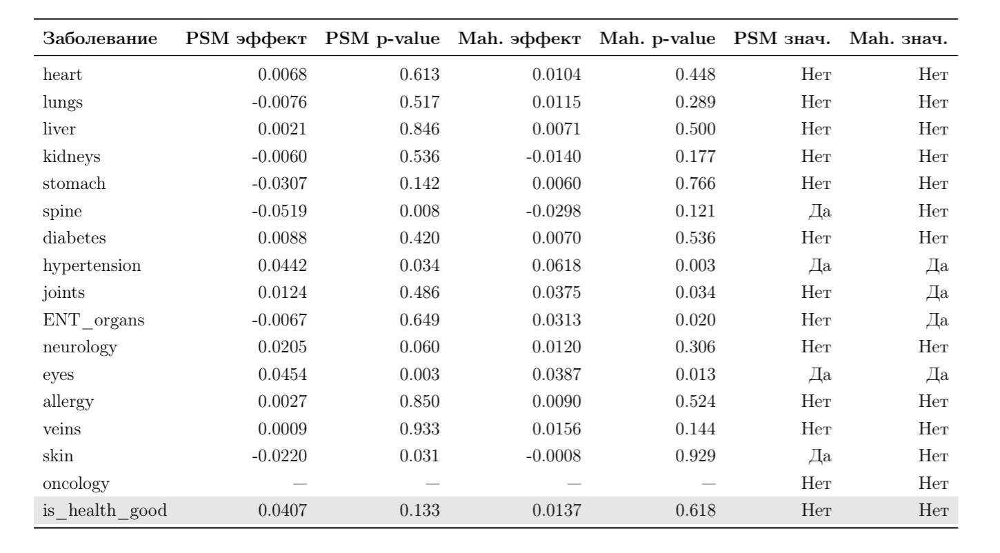 Заболевание PSM эффект PSM p-value Mah. эффект Mah. p-value PSM знач. Mah. знач.
heart 0.0068 0.613 0.0104 0.448 Нет Нет
lungs -0.0076 0.517 0.0115 0.289 Нет Нет
liver 0.0021 0.846 0.0071 0.500 Нет Нет
kidneys -0.0060 0.536 -0.0140 0.177 Нет Нет
stomach -0.0307 0.142 0.0060 0.766 Нет Нет
spine -0.0519 0.008 -0.0298 0.121 Да Нет
diabetes 0.0088 0.420 0.0070 0.536 Нет Нет
hypertension 0.0442 0.034 0.0618 0.003 Да Да
joints 0.0124 0.486 0.0375 0.034 Нет Да
ENT_organs -0.0067 0.649 0.0313 0.020 Нет Да
neurology 0.0205 0.060 0.0120 0.306 Нет Нет
eyes 0.0454 0.003 0.0387 0.013 Да Да
allergy 0.0027 0.850 0.0090 0.524 Нет Нет
veins 0.0009 0.933 0.0156 0.144 Нет Нет
skin -0.0220 0.031 -0.0008 0.929 Да Нет
oncology — — — — Нет Нет
is_health_good 0.0407 0.133 0.0137 0.618 Нет Нет